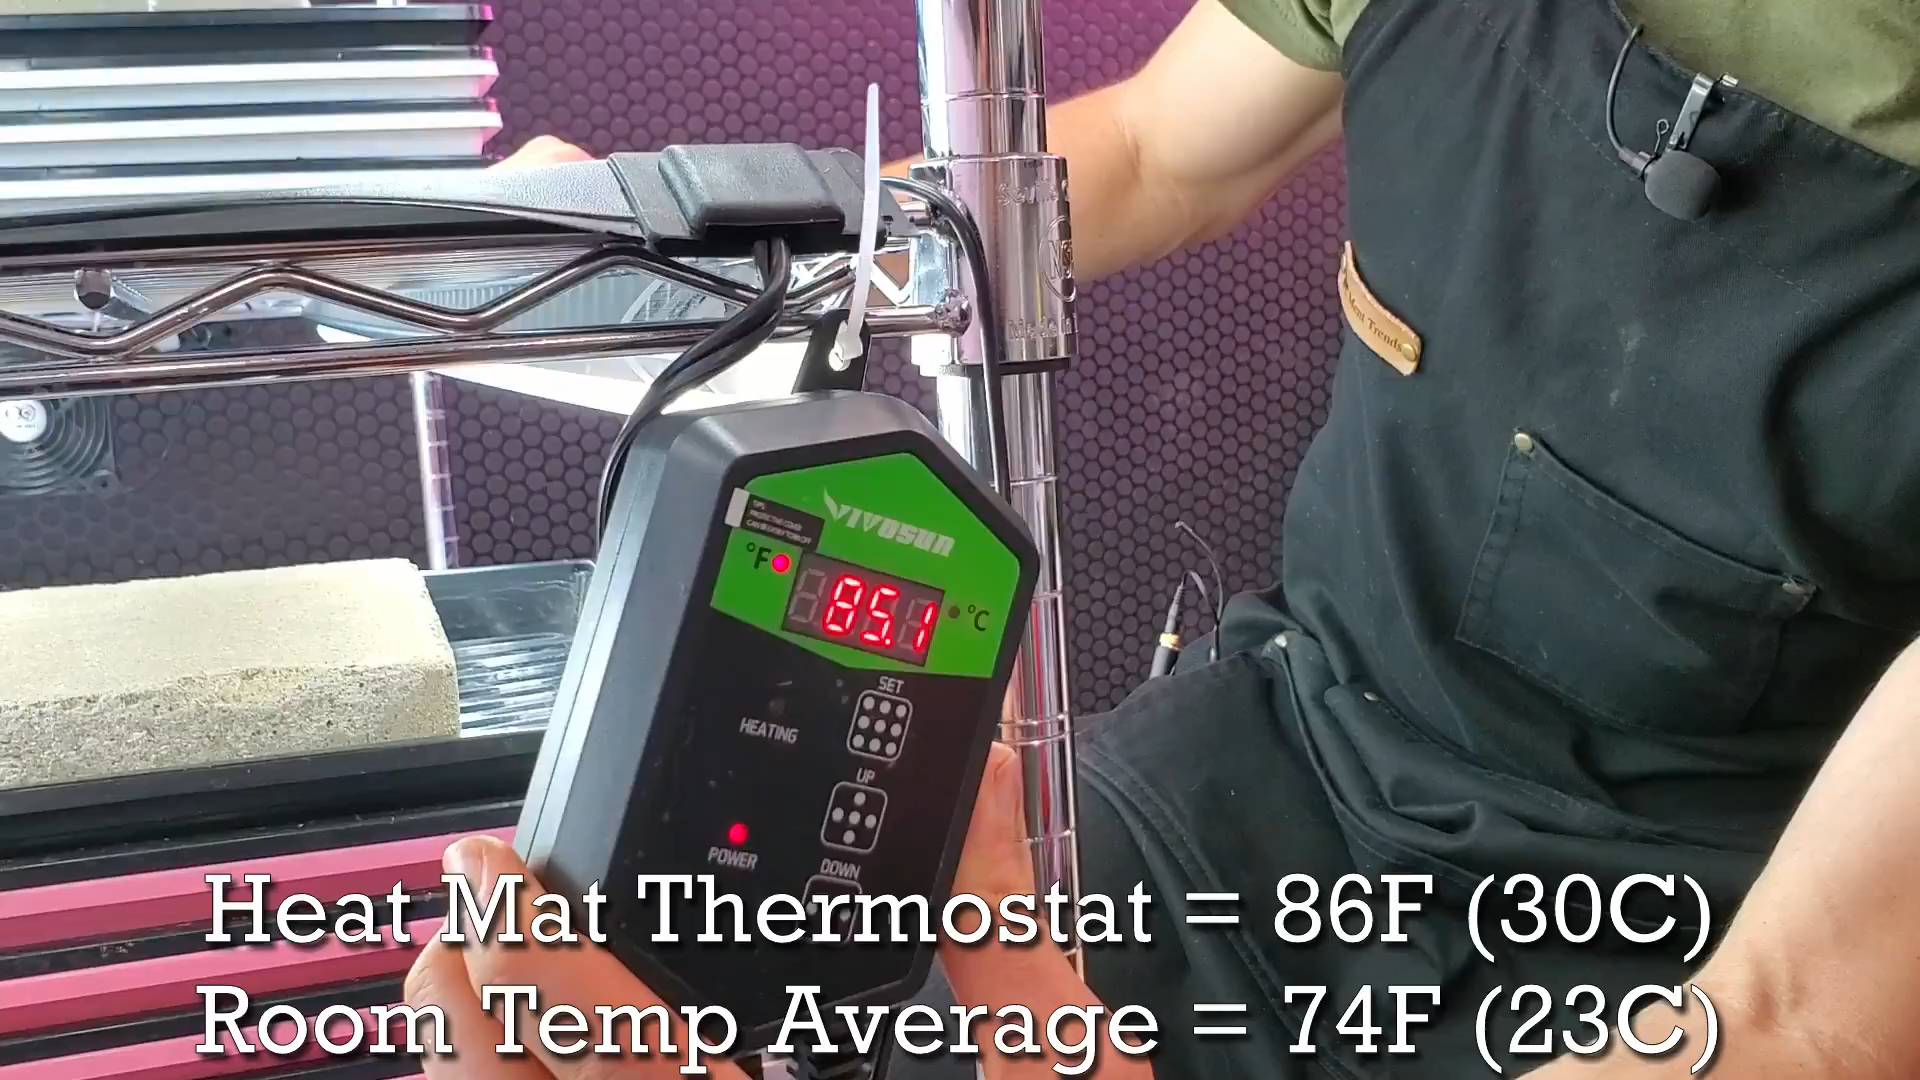 VIVOSUN
°F
85.1
°C
SET
HEATING
UP
POWER
DOWN
Heat Mat Thermostat = 86F (30C)
Room Temp Average = 74F (23C)